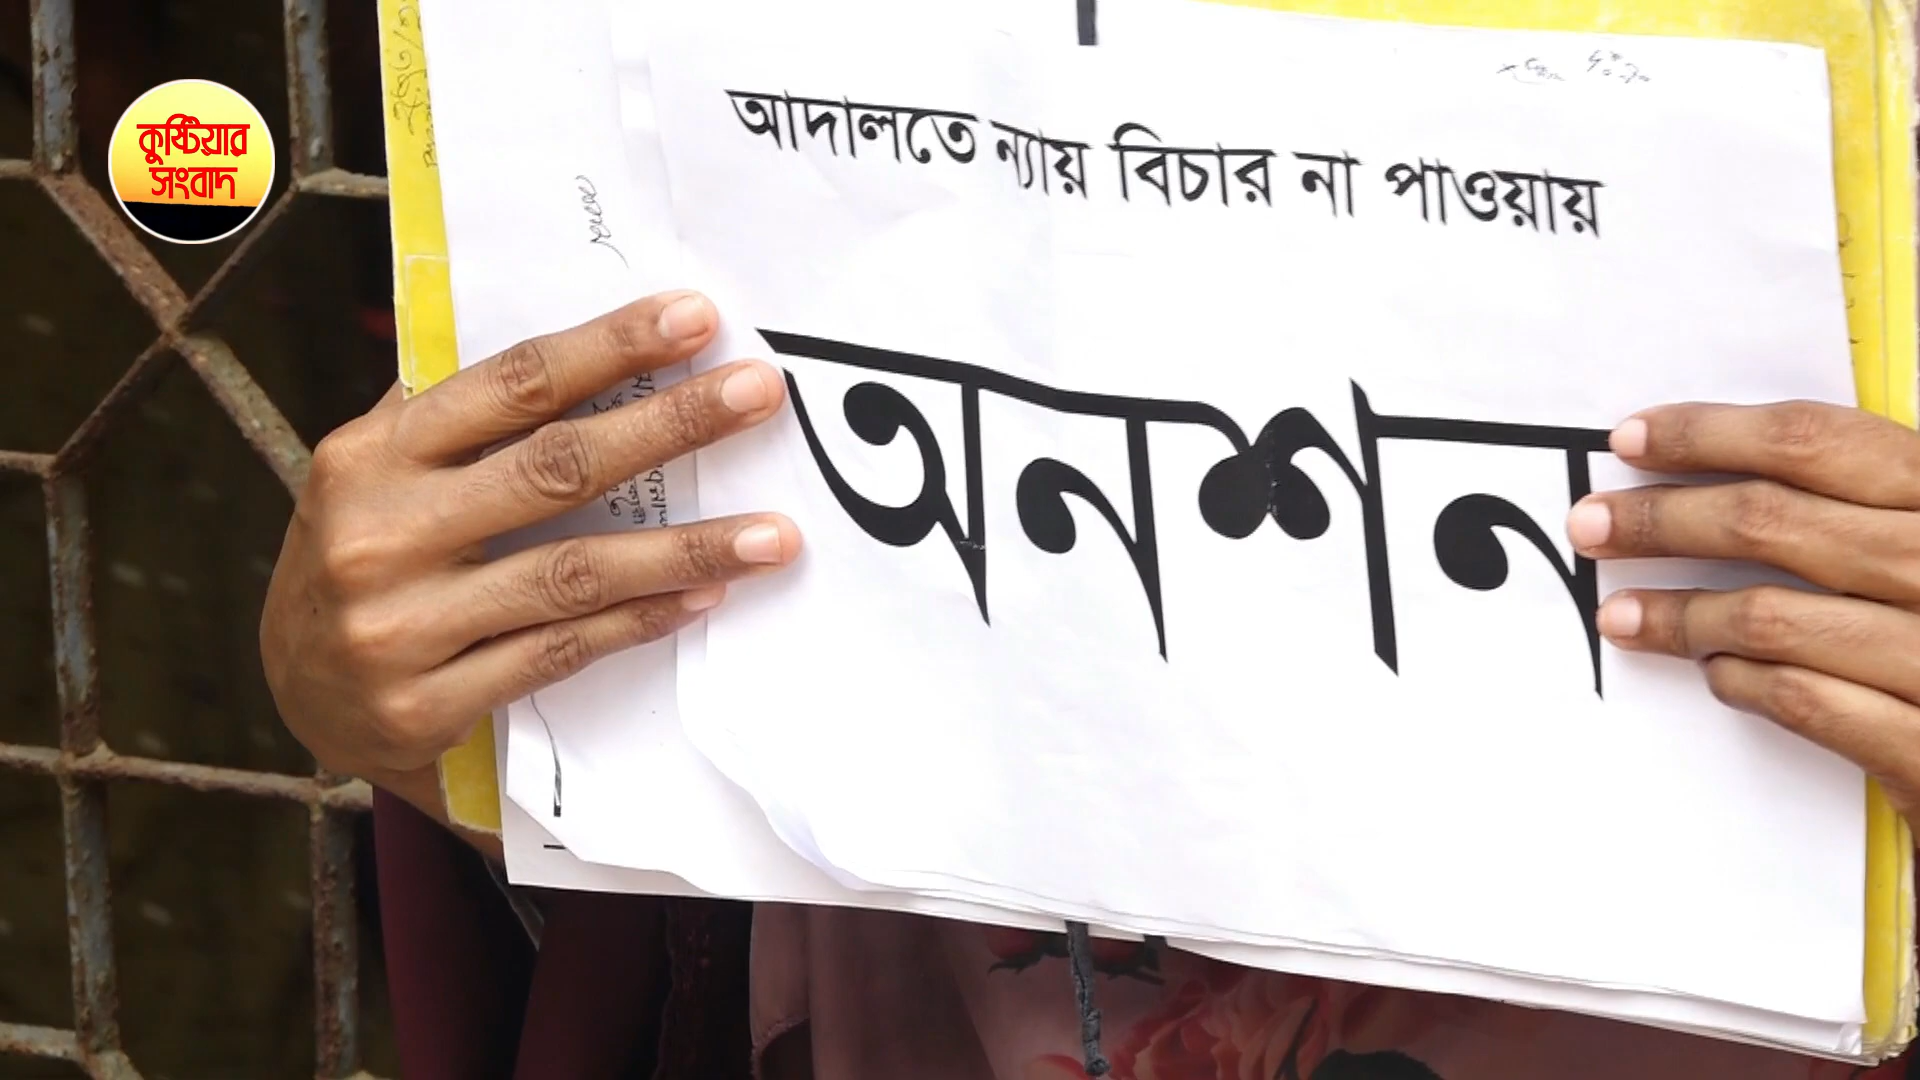 কুষ্টিয়ার
সংবাদ
আদালতে ন্যায় বিচার না পাওয়ায়
অনশন